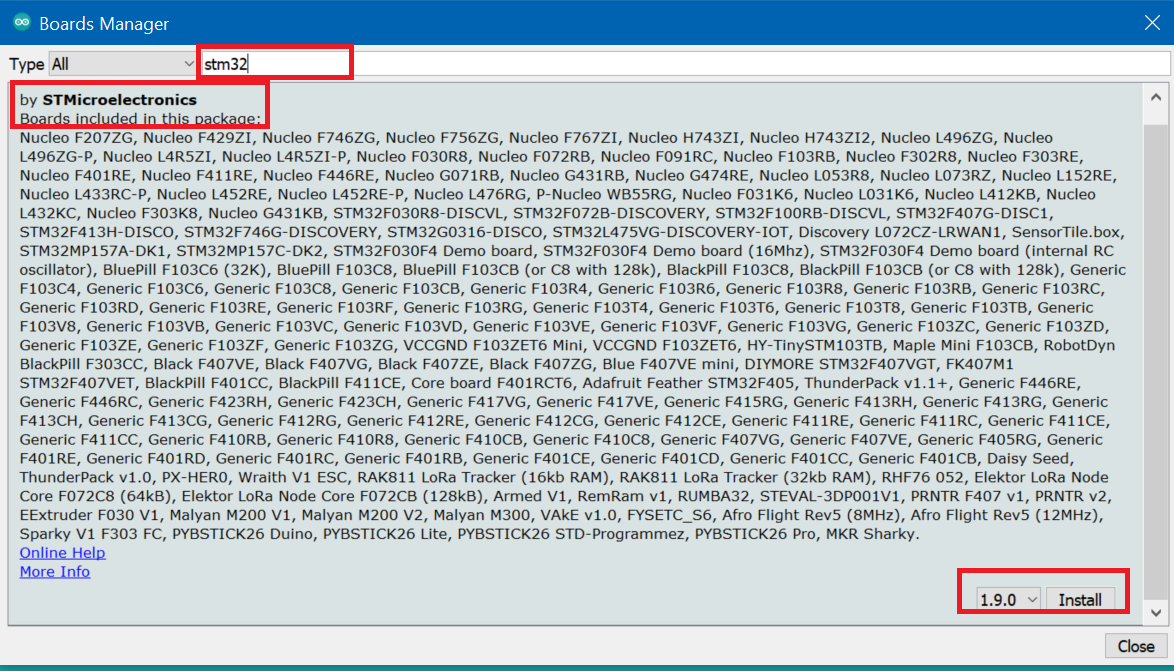 Boards Manager
Type All stm32
by STMicroelectronics
Boards included in this package:
Nucleo F207ZG, Nucleo F429ZI, Nucleo F746ZG, Nucleo F756ZG, Nucleo F767ZI, Nucleo H743ZI, Nucleo H743ZI2, Nucleo L496ZG, Nucleo
L496ZG-P, Nucleo L4R5ZI, Nucleo L4R5ZI-P, Nucleo F030R8, Nucleo F072RB, Nucleo F091RC, Nucleo F103RB, Nucleo F302R8, Nucleo F303RE,
Nucleo F401RE, Nucleo F411RE, Nucleo F446RE, Nucleo G071RB, Nucleo G431RB, Nucleo G474RE, Nucleo L053R8, Nucleo L073RZ, Nucleo L152RE,
Nucleo L433RC-P, Nucleo L452RE, Nucleo L452RE-P, Nucleo L476RG, P-Nucleo WB55RG, Nucleo F031K6, Nucleo L031K6, Nucleo L412KB, Nucleo
L432KC, Nucleo F303K8, Nucleo G431KB, STM32F030R8-DISCVL, STM32F072B-DISCOVERY, STM32F100RB-DISCVL, STM32F407G-DISC1,
STM32F413H-DISCO, STM32F746G-DISCOVERY, STM32G0316-DISCO, STM32L475VG-DISCOVERY-IOT, Discovery L072CZ-LRWAN1, SensorTile.box,
STM32MP157A-DK1, STM32MP157C-DK2, STM32F030F4 Demo board, STM32F030F4 Demo board (16Mhz), STM32F030F4 Demo board (internal RC
oscillator), BluePill F103C6 (32K), BluePill F103C8, BluePill F103CB (or C8 with 128k), BlackPill F103C8, BlackPill F103CB (or C8 with 128k), Generic
F103C4, Generic F103C6, Generic F103C8, Generic F103CB, Generic F103R4, Generic F103R6, Generic F103R8, Generic F103RB, Generic F103RC,
Generic F103RD, Generic F103RE, Generic F103RF, Generic F103RG, Generic F103T4, Generic F103T6, Generic F103T8, Generic F103TB, Generic
F103V8, Generic F103VB, Generic F103VC, Generic F103VD, Generic F103VE, Generic F103VF, Generic F103VG, Generic F103ZC, Generic F103ZD,
Generic F103ZE, Generic F103ZF, Generic F103ZG, VCCGND F103ZET6 Mini, VCCGND F103ZET6, HY-TinySTM103TB, Maple Mini F103CB, RobotDyn
BlackPill F303CC, Black F407VE, Black F407VG, Black F407ZE, Black F407ZG, Blue F407VE mini, DIYMORE STM32F407VGT, FK407M1
STM32F407VET, BlackPill F401CC, BlackPill F411CE, Core board F401RCT6, Adafruit Feather STM32F405, ThunderPack v1.1+, Generic F446RE,
Generic F446RC, Generic F423RH, Generic F423CH, Generic F417VG, Generic F417VE, Generic F415RG, Generic F413RH, Generic F413RG, Generic
F413CH, Generic F413CG, Generic F412RG, Generic F412RE, Generic F412CG, Generic F412CE, Generic F411RE, Generic F411RC, Generic F411CE,
Generic F411CC, Generic F410RB, Generic F410R8, Generic F410CB, Generic F410C8, Generic F407VG, Generic F407VE, Generic F405RG, Generic
F401RE, Generic F401RD, Generic F401RC, Generic F401RB, Generic F401CE, Generic F401CD, Generic F401CC, Generic F401CB, Daisy Seed,
ThunderPack v1.0, PX-HER0, Wraith V1 ESC, RAK811 LoRa Tracker (16kb RAM), RAK811 LoRa Tracker (32kb RAM), RHF76 052, Elektor LoRa Node
Core F072C8 (64kB), Elektor LoRa Node Core F072CB (128kB), Armed V1, RemRam v1, RUMBA32, STEVAL-3DP001V1, PRNTR F407 v1, PRNTR v2,
EExtruder F030 V1, Malyan M200 V1, Malyan M200 V2, Malyan M300, VAkE v1.0, FYSETC_S6, Afro Flight Rev5 (8MHz), Afro Flight Rev5 (12MHz),
Sparky V1 F303 FC, PYBSTICK26 Duino, PYBSTICK26 Lite, PYBSTICK26 STD-Programmez, PYBSTICK26 Pro, MKR Sharky.
Online Help
More Info
1.9.0 Install
Close